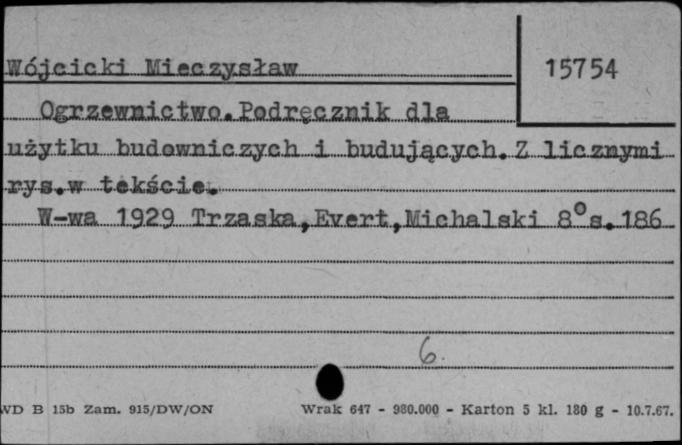 Wójcicki Mieczysław
15754
Ogrzewnictwo.Podręcznik dla
użytku budowniczych i budujących.Z licznymi
rys.w tekście.
W-wa 1929 Trzaska,Evert,Michalski 8° s.186
6.
WD B 15b Zam. 915/DW/ON
Wrak 647 - 980.000 - Karton 5 kl. 180 g - 10.7.67.